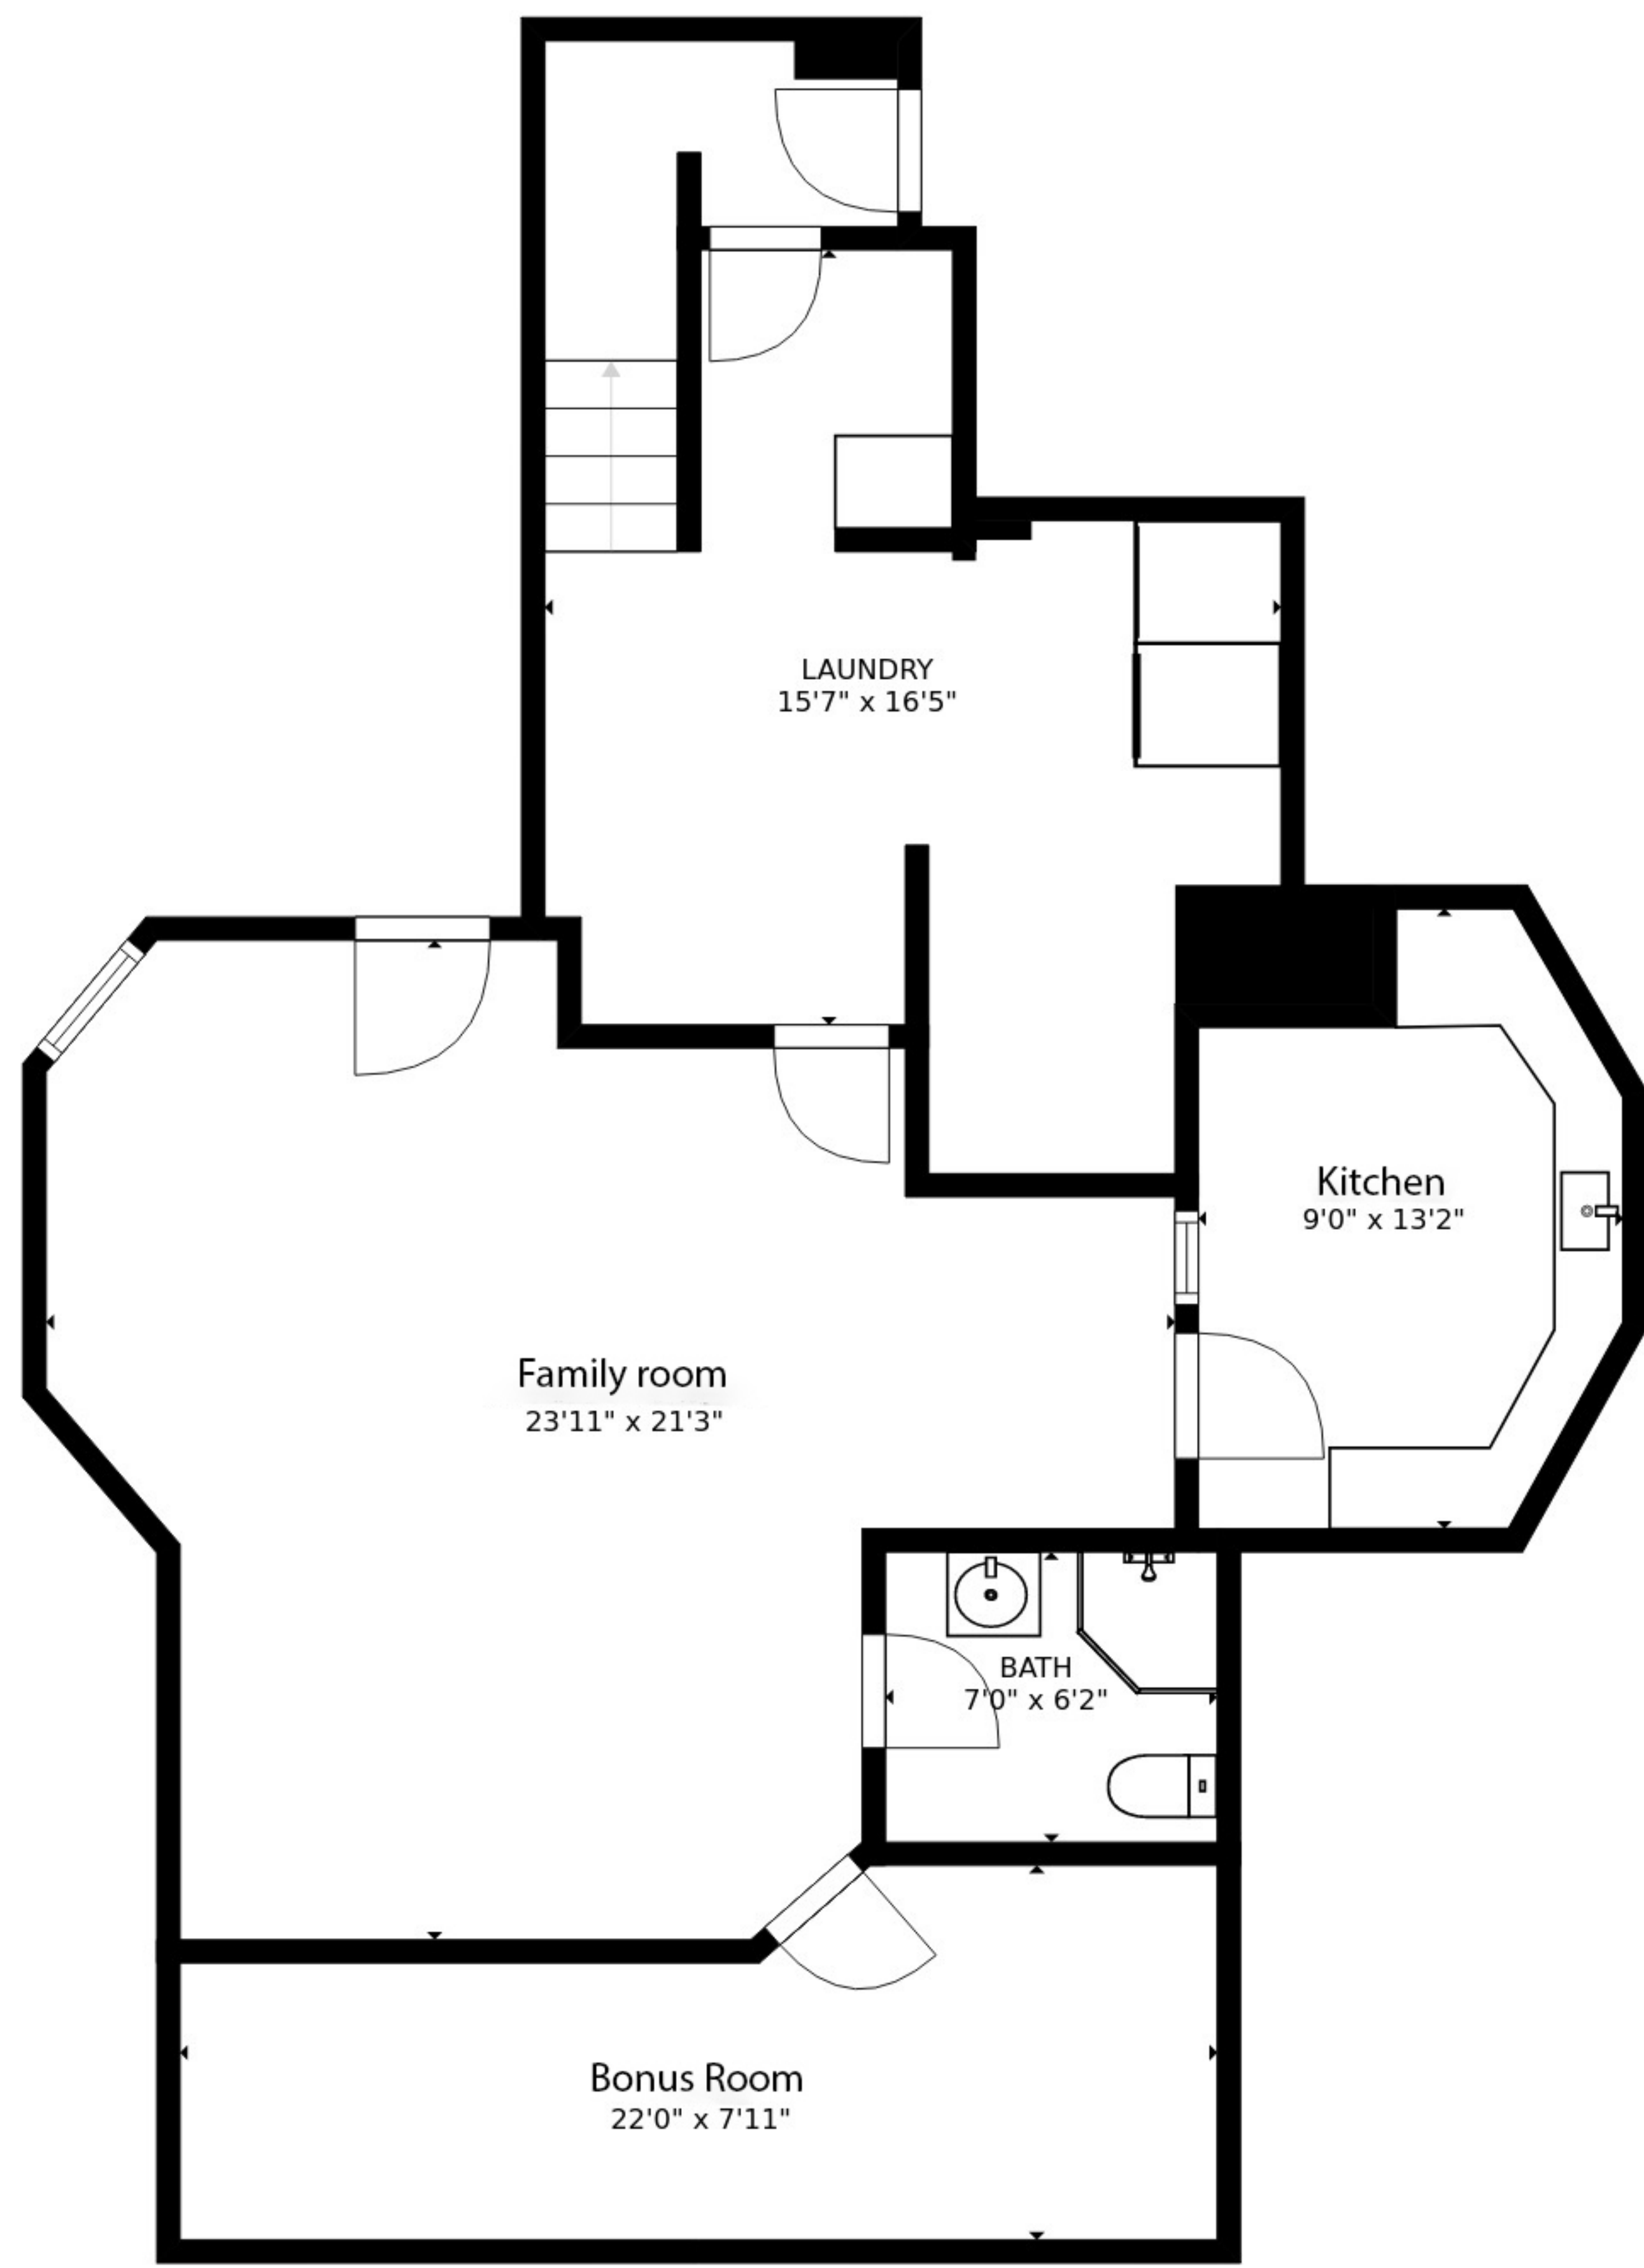 LAUNDRY
15'7" x 16'5"
Kitchen
9'0" x 13'2"
Family room
23'11" x 21'3"
BATH
7'0" x 6'2"
Bonus Room
22'0" x 7'11"